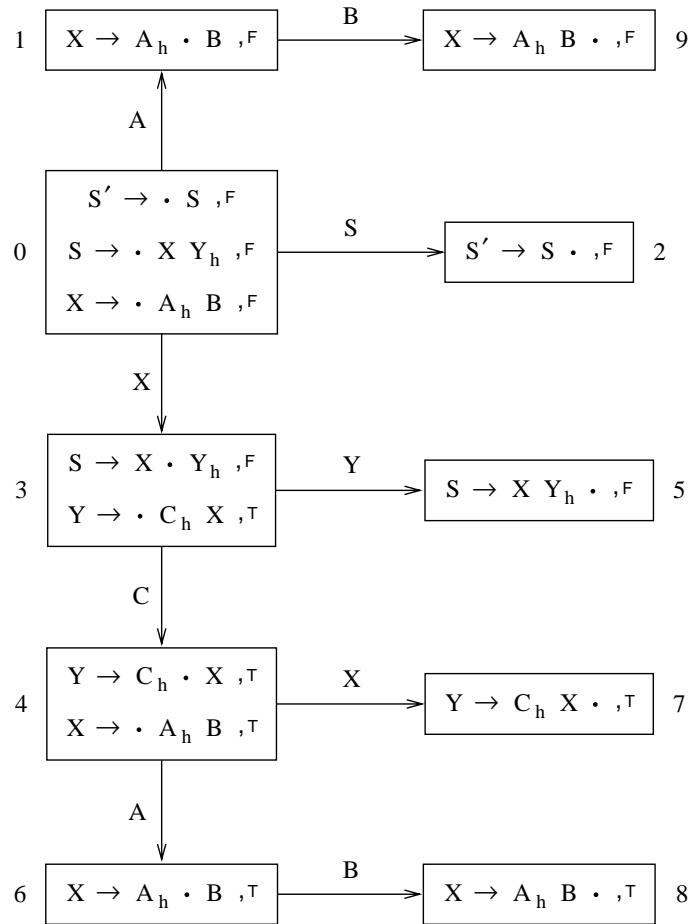 1 X → A_h · B ,F B X → A_h B · ,F 9
A
S′ → · S ,F
0 S → · X Y_h ,F S S′ → S · ,F 2
X → · A_h B ,F
X
3 S → X · Y_h ,F Y S → X Y_h · ,F 5
Y → · C_h X ,T
C
4 Y → C_h · X ,T X Y → C_h X · ,T 7
X → · A_h B ,T
A
6 X → A_h · B ,T B X → A_h B · ,T 8